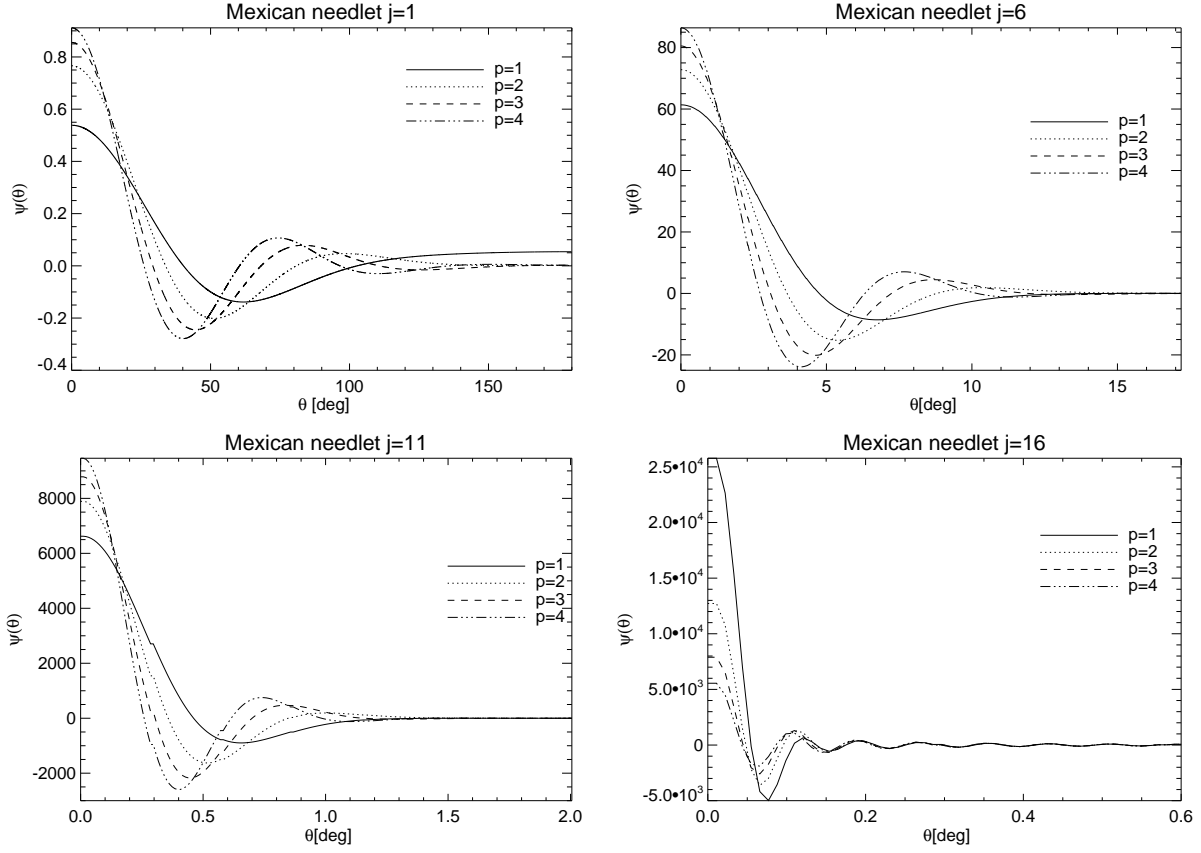 Mexican needlet j=1
0.8
0.6
0.4
0.2
0.0
-0.2
-0.4
ψ(θ)
p=1
p=2
p=3
p=4
0
50
100
150
θ [deg]
Mexican needlet j=6
80
60
40
20
0
-20
ψ(θ)
p=1
p=2
p=3
p=4
0
5
10
15
θ[deg]
Mexican needlet j=11
8000
6000
4000
2000
0
-2000
ψ(θ)
p=1
p=2
p=3
p=4
0.0
0.5
1.0
1.5
2.0
θ[deg]
Mexican needlet j=16
2.5•10⁴
2.0•10⁴
1.5•10⁴
1.0•10⁴
5.0•10³
0
-5.0•10³
ψ(θ)
p=1
p=2
p=3
p=4
0.0
0.2
0.4
0.6
θ[deg]